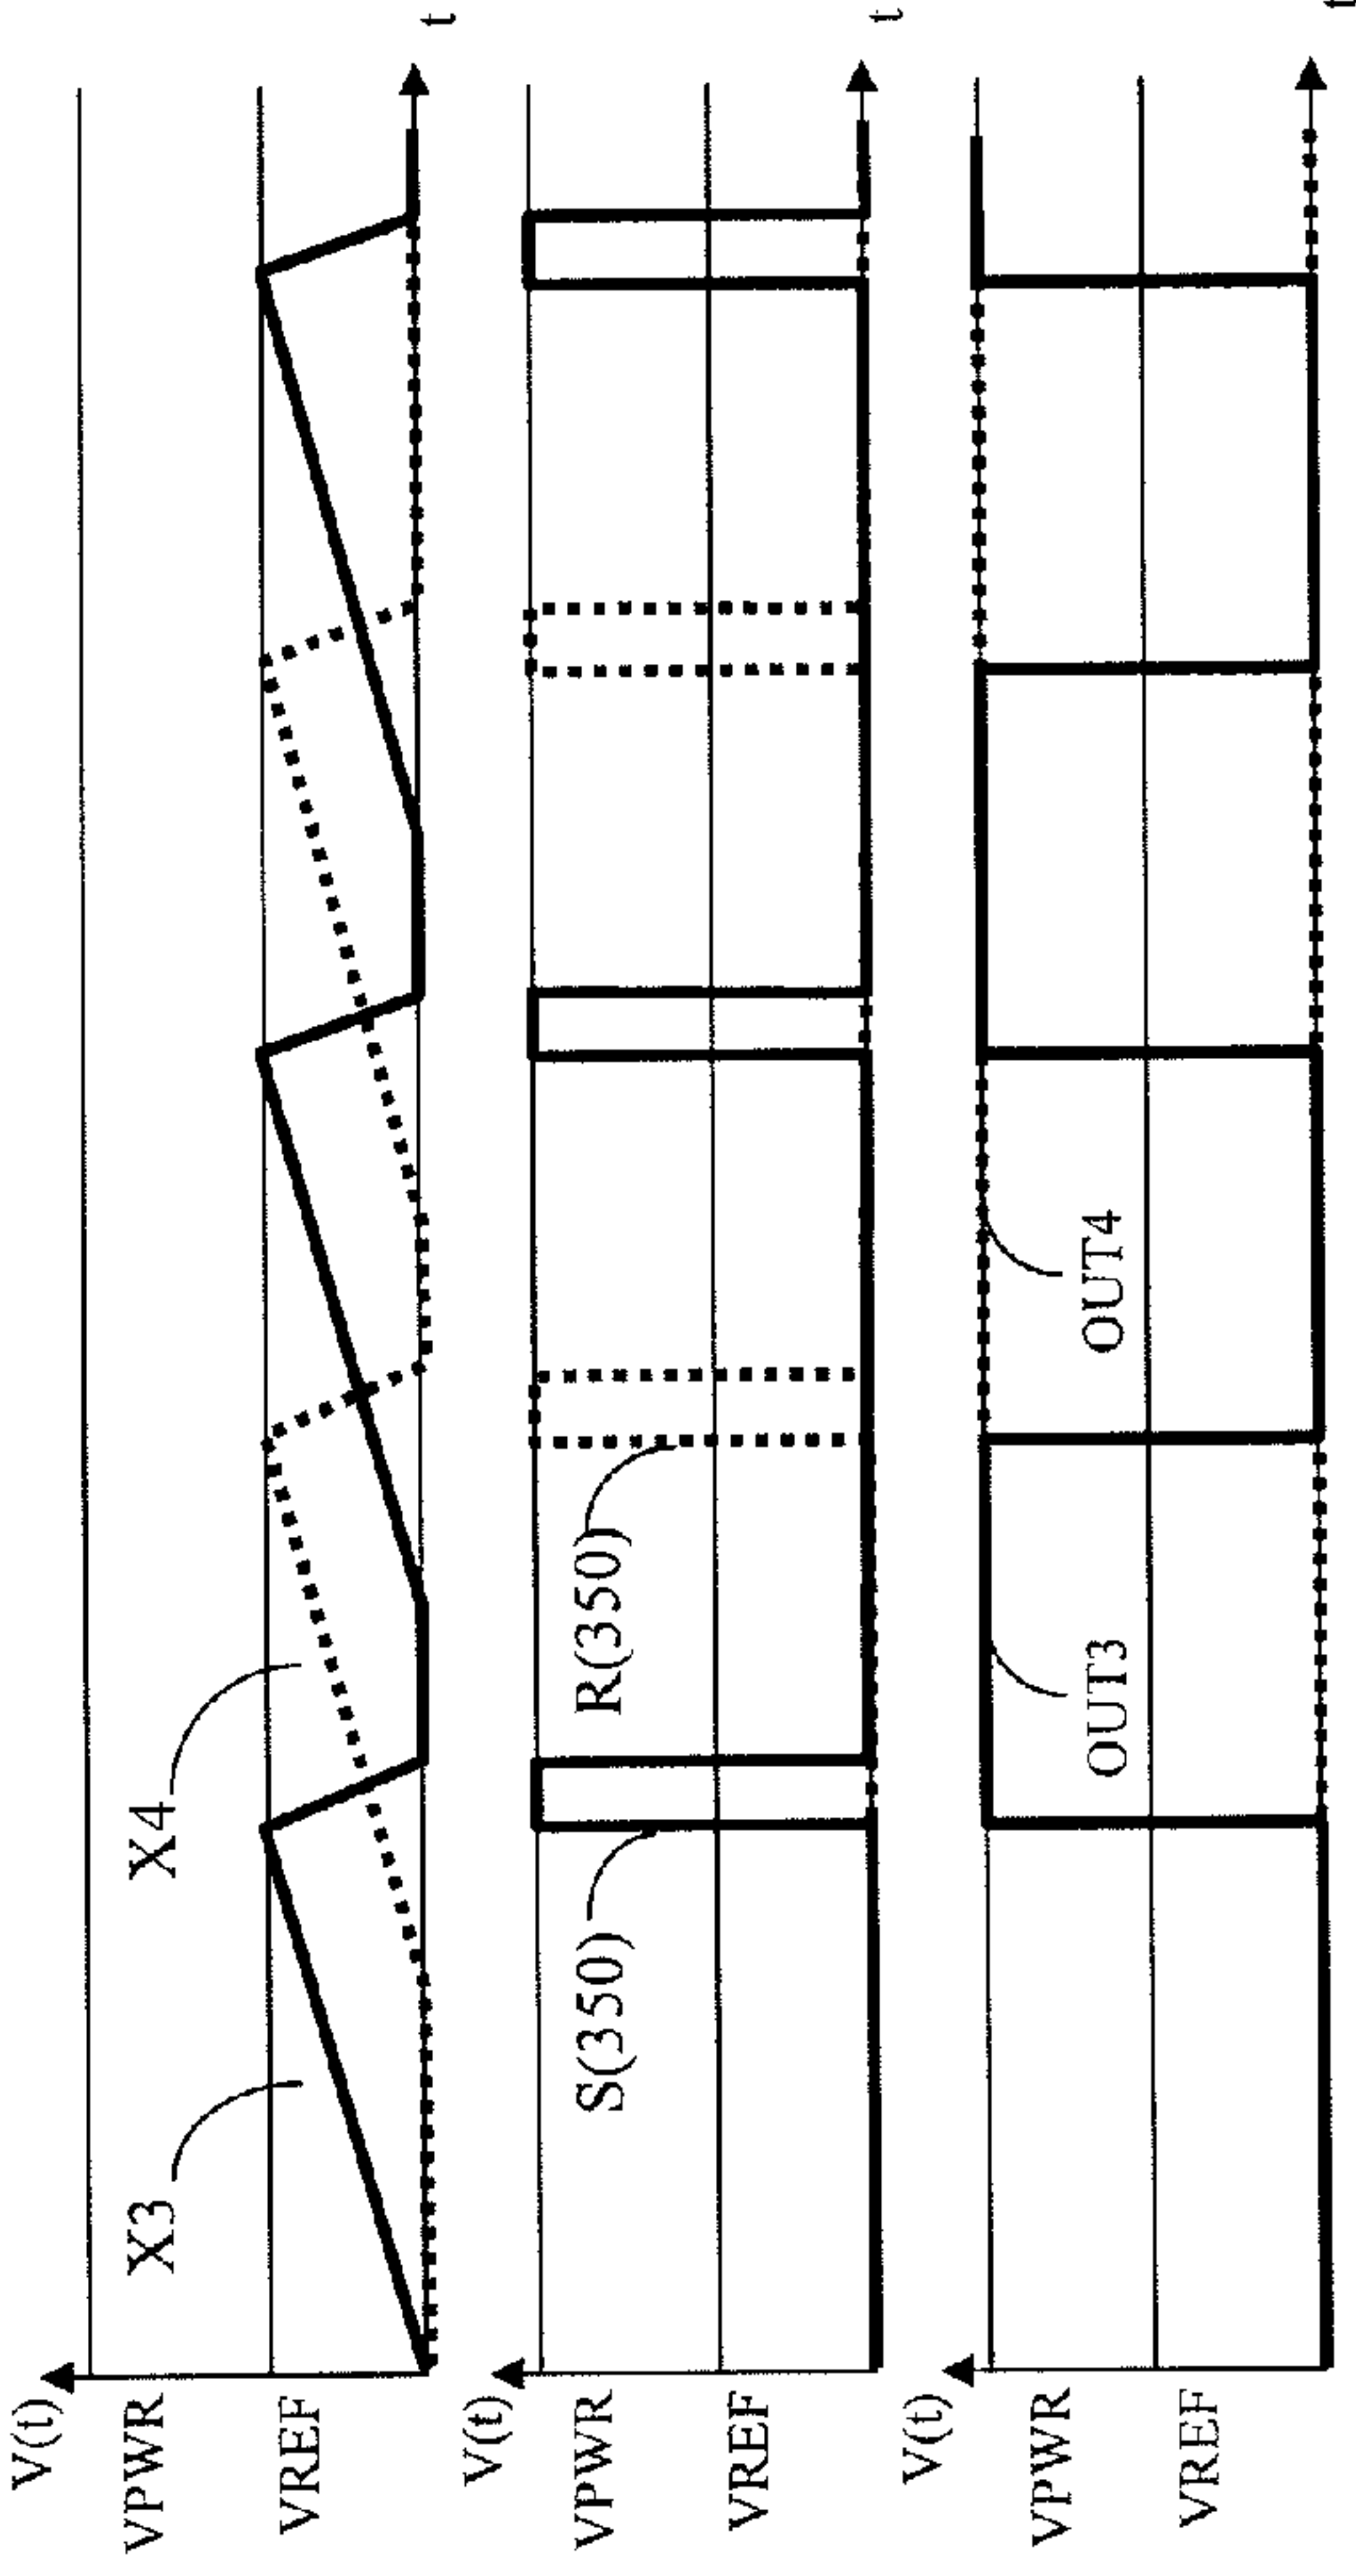 V(t)
VPWR
VREF
X3
X4
t
V(t)
VPWR
VREF
S(350)
R(350)
t
V(t)
VPWR
VREF
OUT3
OUT4
t